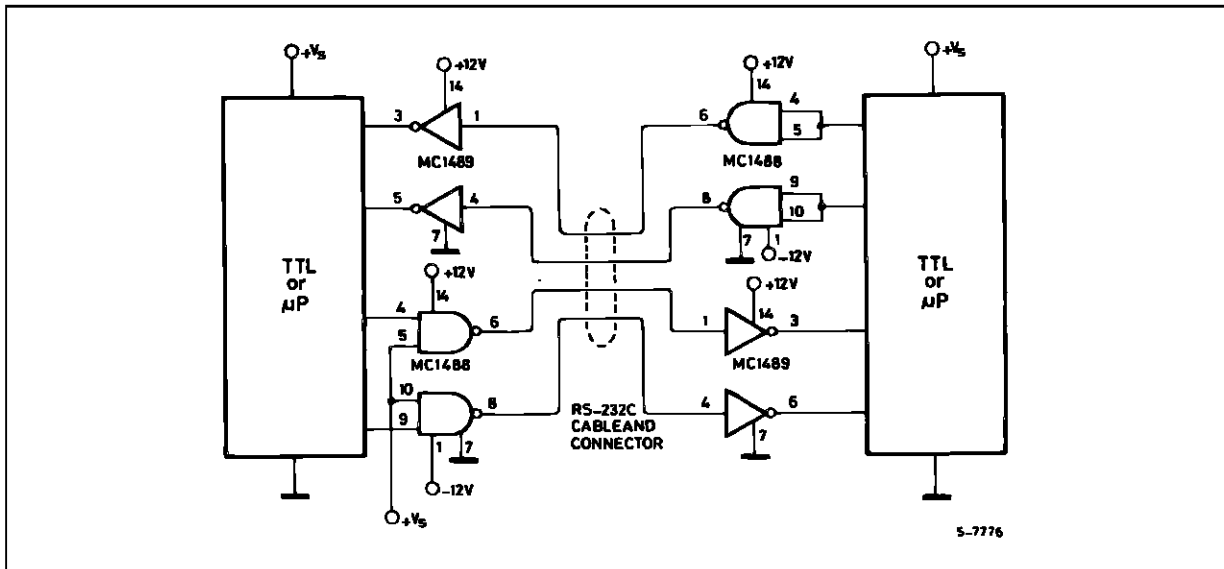 +Vs
+12V
14
3
1
MC1489
5
4
7
+12V
14
4
6
5
MC1488
10
8
9
7
1
-12V
+Vs
TTL
or
µP
RS-232C
CABLEAND
CONNECTOR
+12V
14
4
6
5
MC1488
9
8
10
7
1
-12V
+12V
14
1
3
MC1489
4
6
7
+Vs
TTL
or
µP
S-7776